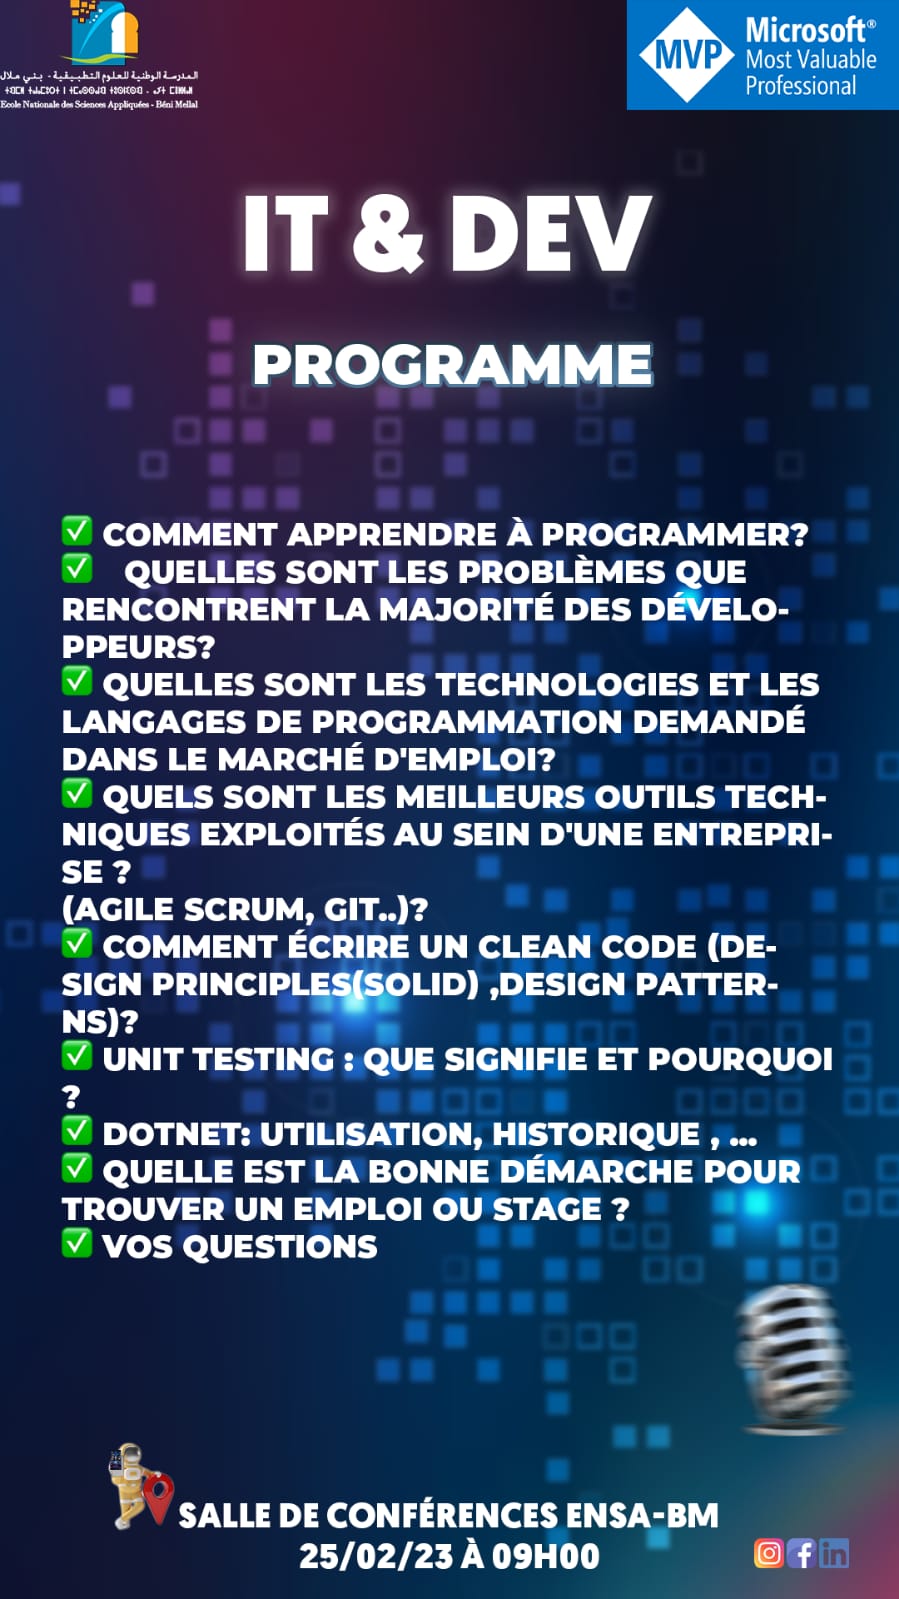 المدرسة الوطنية للعلوم التطبيقية - بني ملال
Ecole Nationale des Sciences Appliquées - Béni Mellal
MVP
Microsoft®
Most Valuable
Professional
IT & DEV
PROGRAMME
✅ COMMENT APPRENDRE À PROGRAMMER?
✅ QUELLES SONT LES PROBLÈMES QUE
RENCONTRENT LA MAJORITÉ DES DÉVELO-
PPEURS?
✅ QUELLES SONT LES TECHNOLOGIES ET LES
LANGAGES DE PROGRAMMATION DEMANDÉ
DANS LE MARCHÉ D'EMPLOI?
✅ QUELS SONT LES MEILLEURS OUTILS TECH-
NIQUES EXPLOITÉS AU SEIN D'UNE ENTREPRI-
SE ?
(AGILE SCRUM, GIT..)?
✅ COMMENT ÉCRIRE UN CLEAN CODE (DE-
SIGN PRINCIPLES(SOLID) ,DESIGN PATTER-
NS)?
✅ UNIT TESTING : QUE SIGNIFIE ET POURQUOI
?
✅ DOTNET: UTILISATION, HISTORIQUE , ...
✅ QUELLE EST LA BONNE DÉMARCHE POUR
TROUVER UN EMPLOI OU STAGE ?
✅ VOS QUESTIONS
SALLE DE CONFÉRENCES ENSA-BM
25/02/23 À 09H00